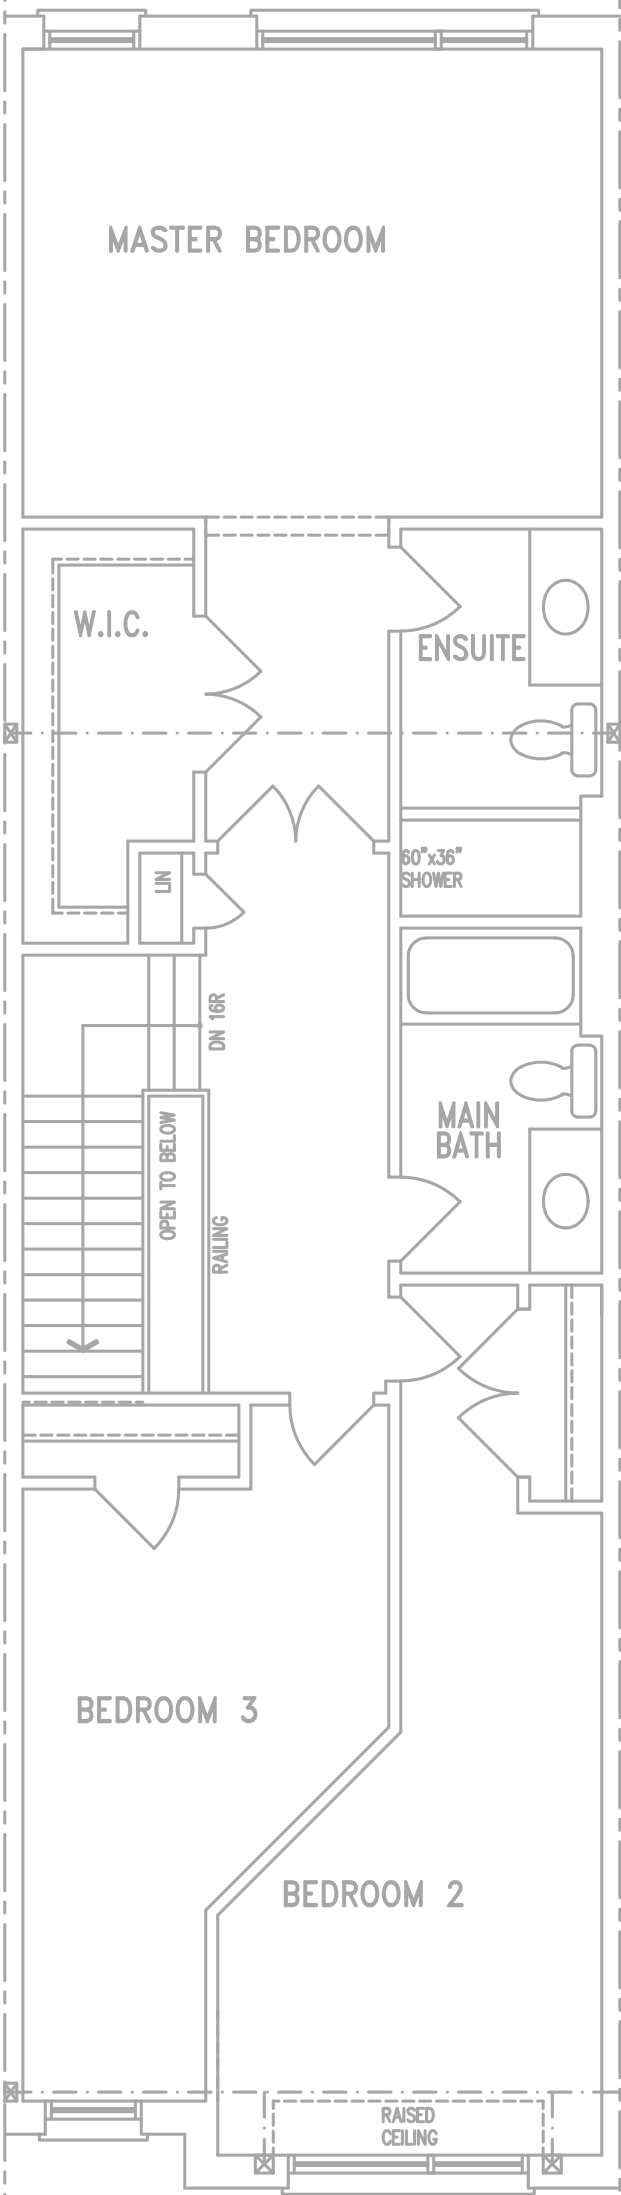 MASTER BEDROOM
W.I.C.
ENSUITE
60"x36"
SHOWER
LIN
DN 16R
MAIN
BATH
OPEN TO BELOW
RAILING
BEDROOM 3
BEDROOM 2
RAISED
CEILING